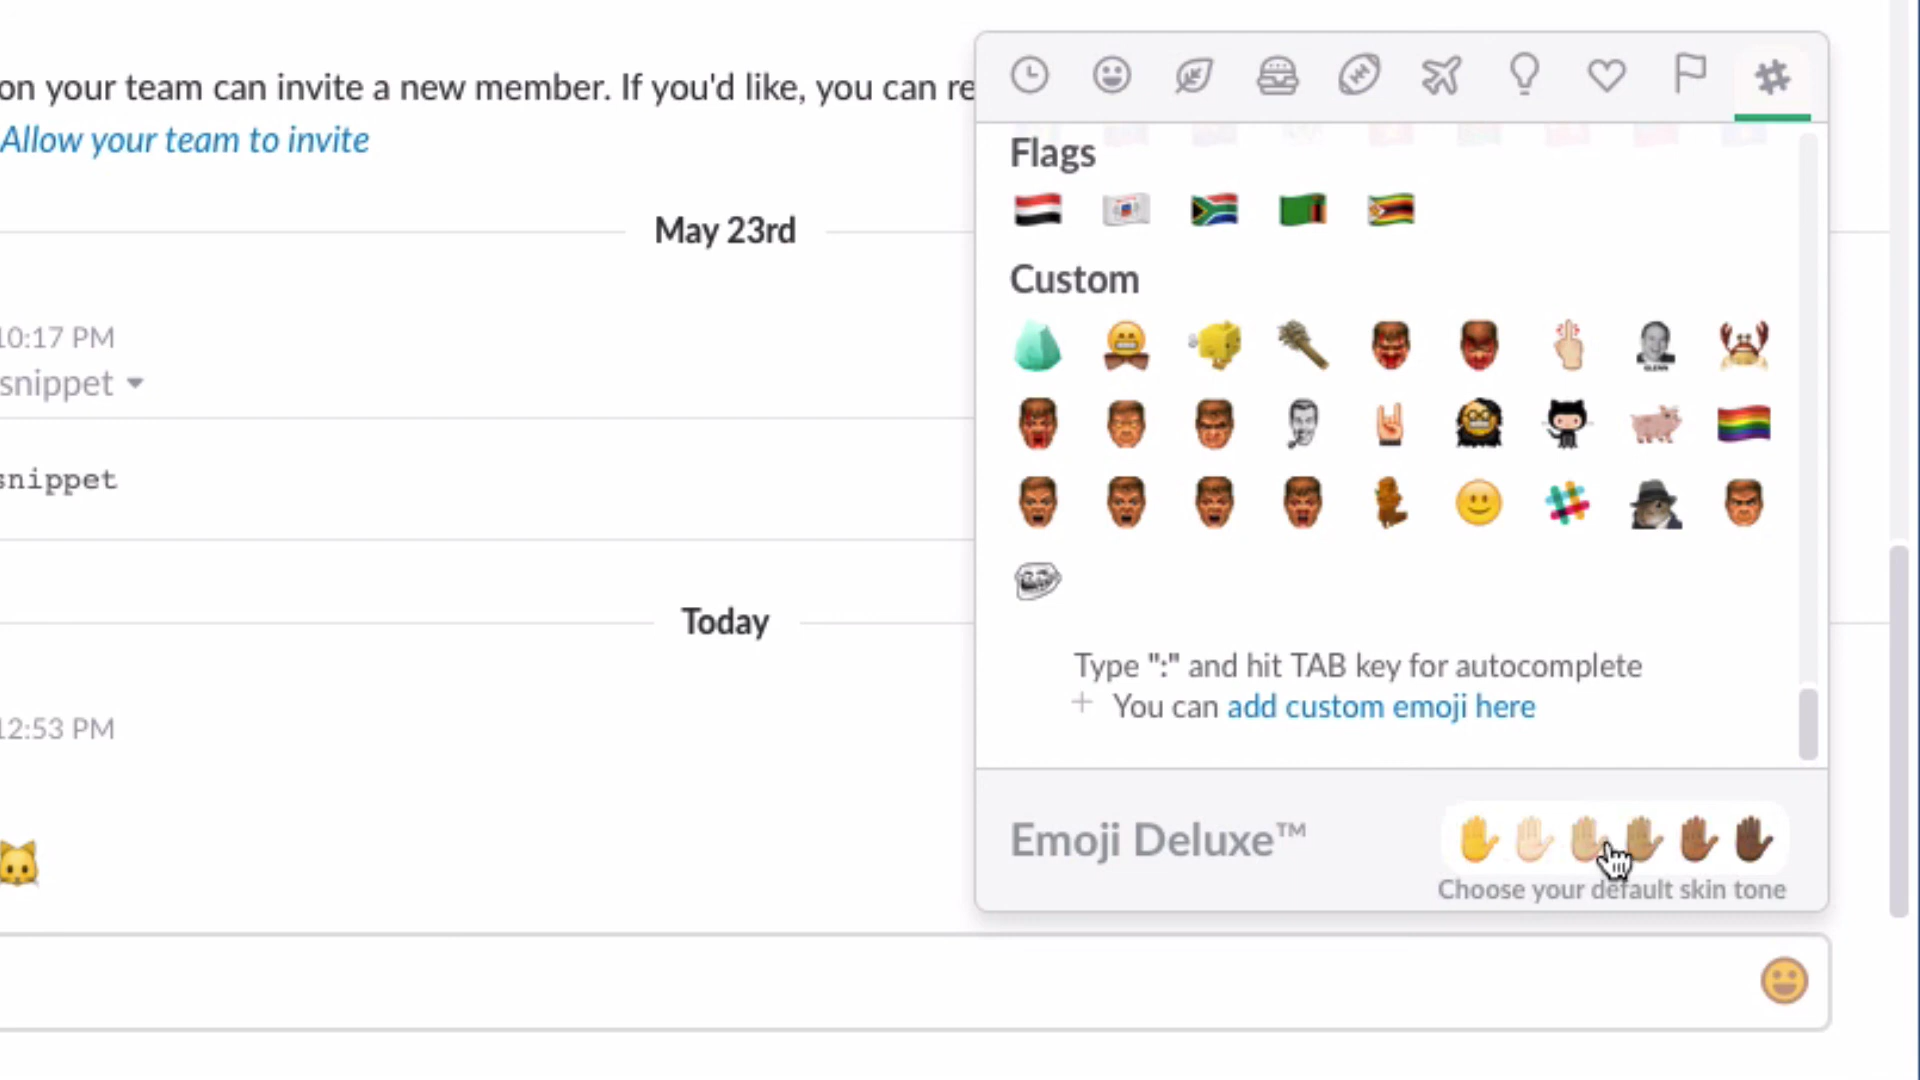 on your team can invite a new member. If you'd like, you can re
Allow your team to invite
May 23rd
10:17 PM
snippet
snippet
Today
12:53 PM
Flags
Custom
GLENN
Type ":" and hit TAB key for autocomplete
+ You can add custom emoji here
Emoji Deluxe™
Choose your default skin tone